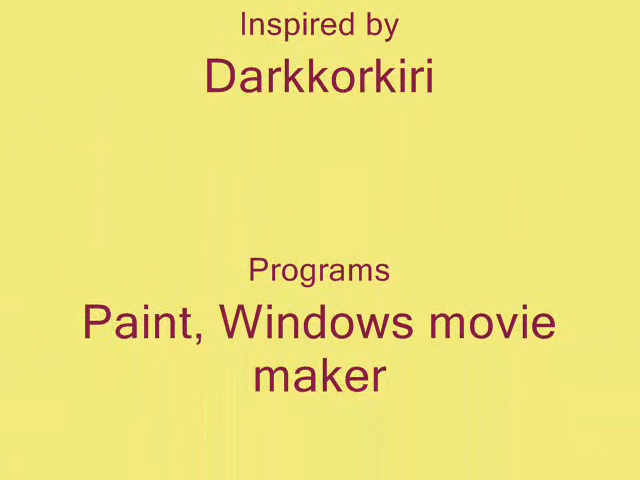 Inspired by
Darkkorkiri
Programs
Paint, Windows movie
maker